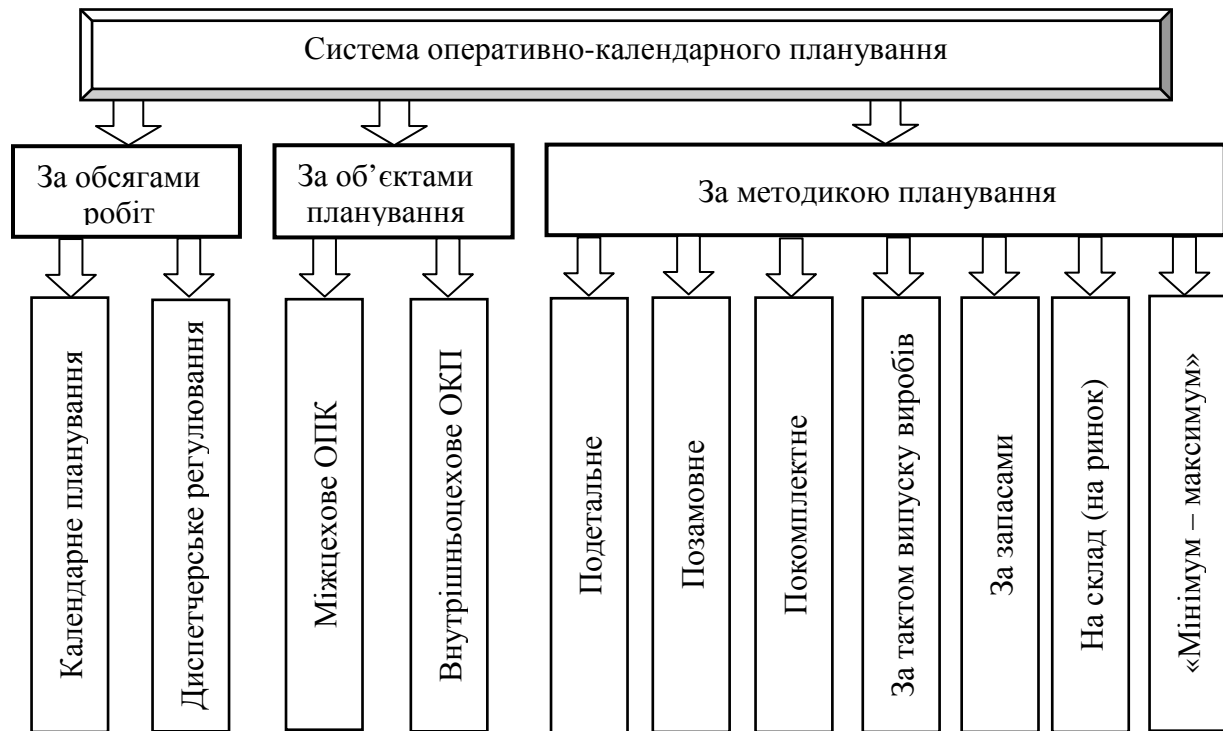 Система оперативно-календарного планування
За обсягами
робіт
За об’єктами
планування
За методикою планування
Календарне планування
Диспетчерське регулювання
Міжцехове ОПК
Внутрішньоцехове ОКП
Подетальне
Позамовне
Покомплектне
За тактом випуску виробів
За запасами
На склад (на ринок)
«Мінімум – максимум»